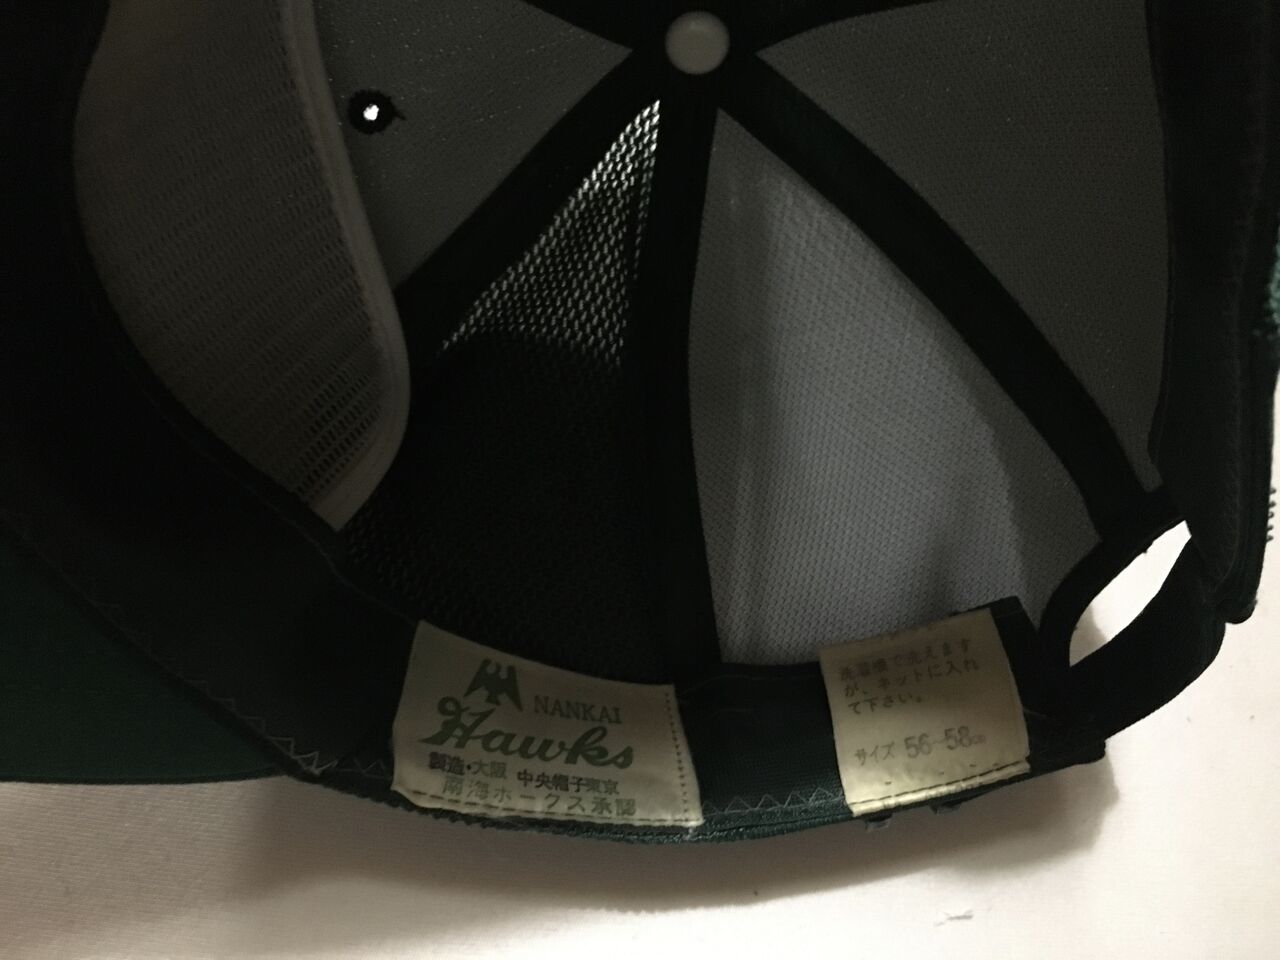 NANKAI
Hawks
製造・大阪 中央帽子東京
南海ホークス承認
洗濯機で洗えます
が、ネットに入れ
て下さい。
サイズ 56~58cm